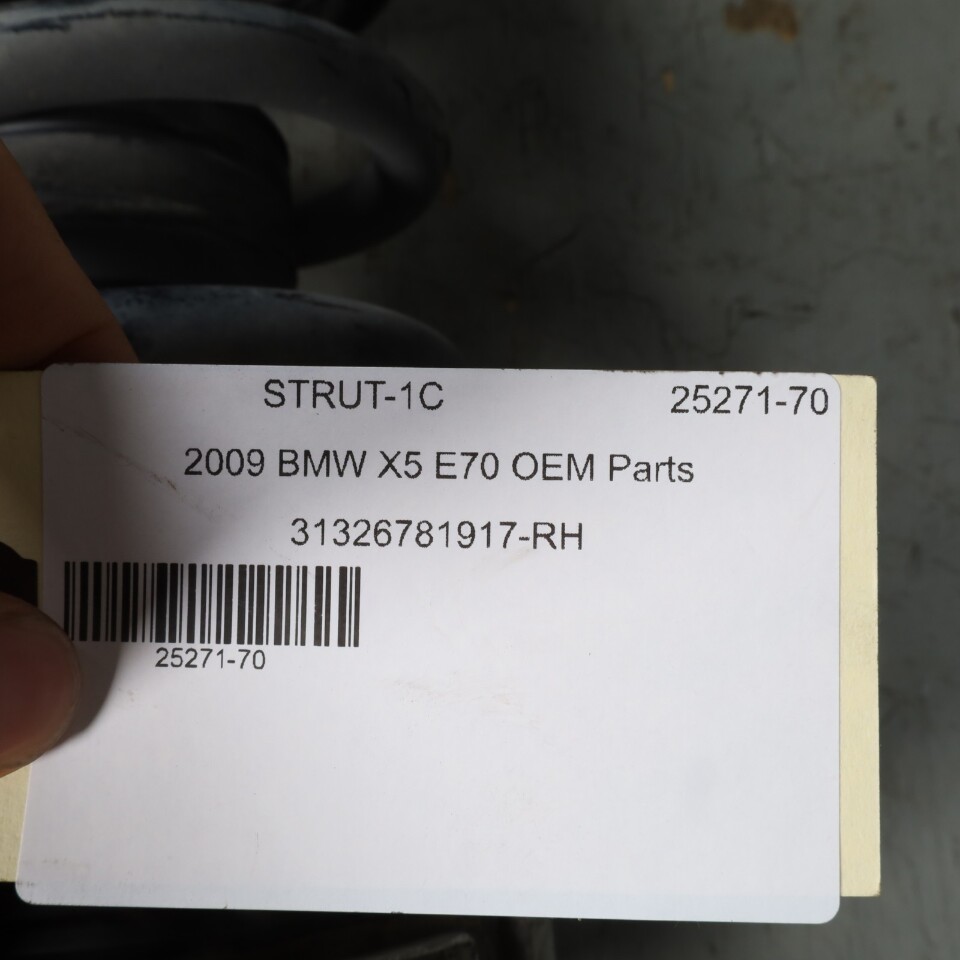 STRUT-1C 25271-70
2009 BMW X5 E70 OEM Parts
31326781917-RH
25271-70